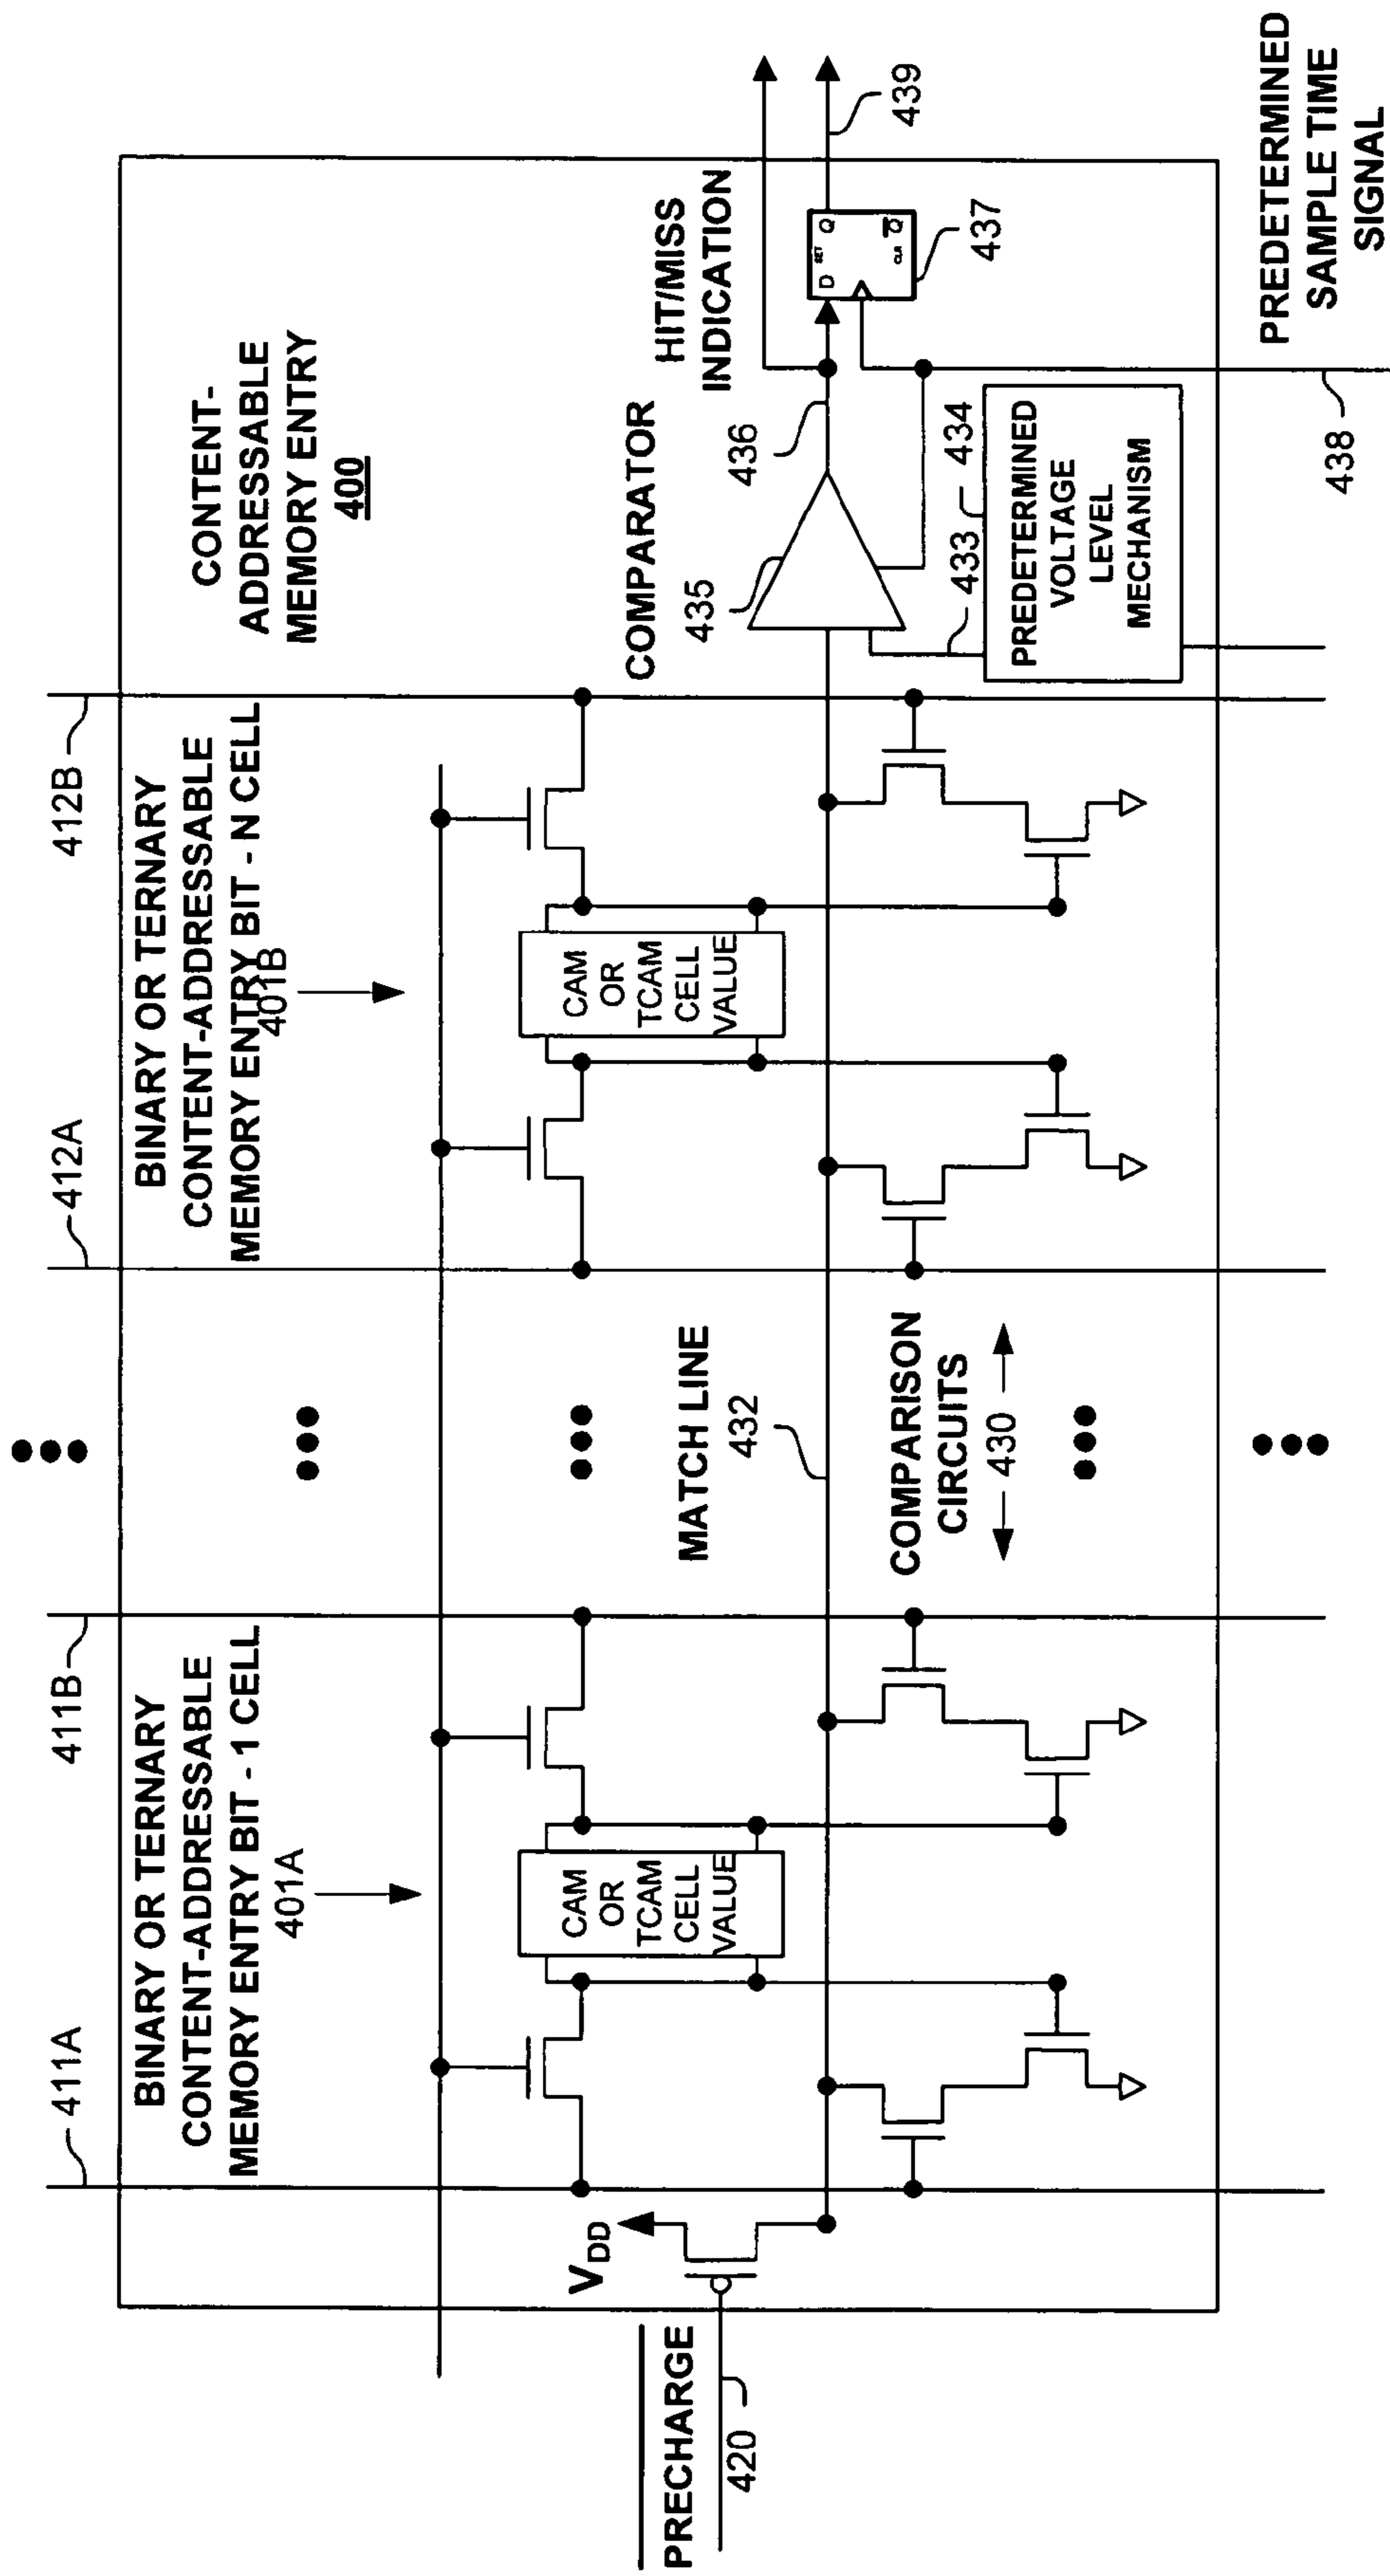 411A
411B
412A
412B
BINARY OR TERNARY
CONTENT-ADDRESSABLE
MEMORY ENTRY BIT - 1 CELL
401A
BINARY OR TERNARY
CONTENT-ADDRESSABLE
MEMORY ENTRY BIT - N CELL
401B
CONTENT-
ADDRESSABLE
MEMORY ENTRY
400
VDD
PRECHARGE
420
CAM
OR
TCAM
CELL
VALUE
CAM
OR
TCAM
CELL
VALUE
MATCH LINE
432
COMPARISON
CIRCUITS
430
COMPARATOR
435
436
HIT/MISS
INDICATION
D
SET
Q
CLR
Q
437
439
433
434
PREDETERMINED
VOLTAGE
LEVEL
MECHANISM
438
PREDETERMINED
SAMPLE TIME
SIGNAL